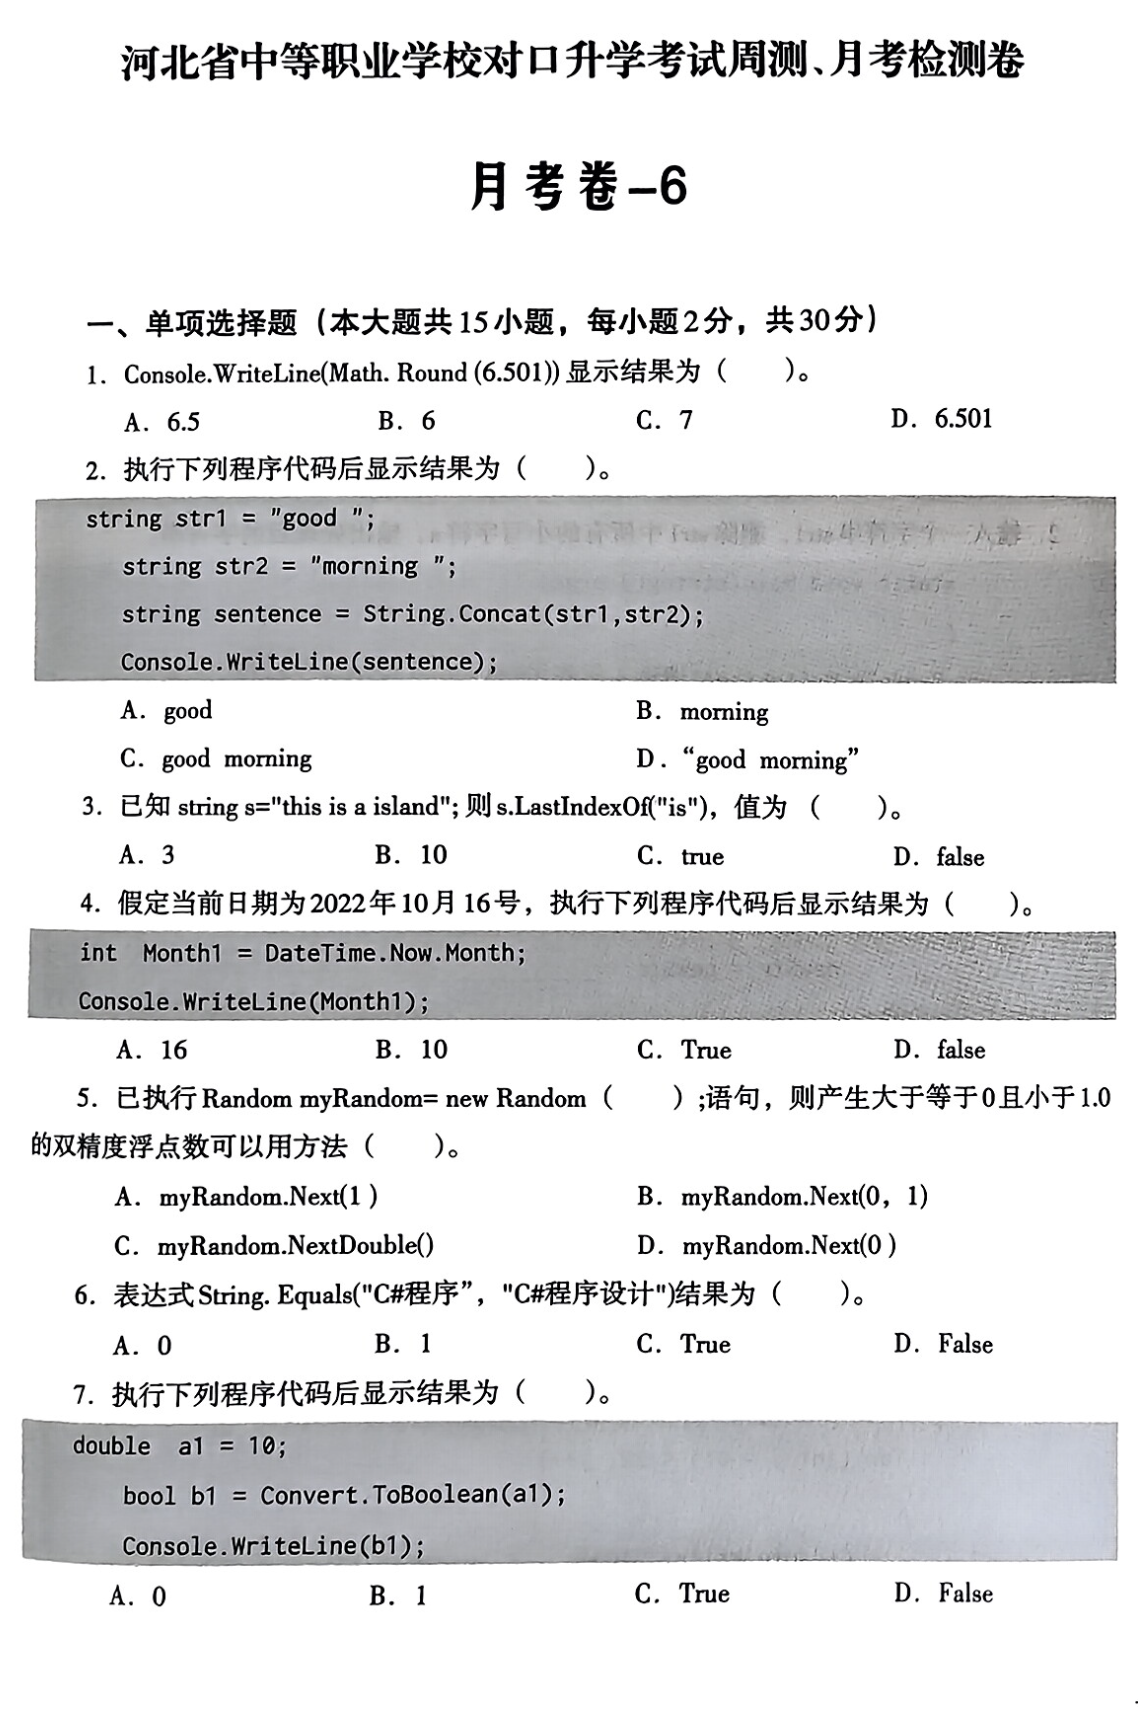 河北省中等职业学校对口升学考试周测、月考检测卷
月考卷-6
一、单项选择题（本大题共15小题，每小题2分，共30分）
1. Console.WriteLine(Math. Round (6.501)) 显示结果为（　　）。
A. 6.5　　B. 6　　C. 7　　D. 6.501
2. 执行下列程序代码后显示结果为（　　）。
string str1 = "good ";
string str2 = "morning ";
string sentence = String.Concat(str1,str2);
Console.WriteLine(sentence);
A. good　　B. morning
C. good morning　　D. “good morning”
3. 已知 string s="this is a island"; 则 s.LastIndexOf("is")，值为 （　　）。
A. 3　　B. 10　　C. true　　D. false
4. 假定当前日期为2022年10月16号，执行下列程序代码后显示结果为（　　）。
int Month1 = DateTime.Now.Month;
Console.WriteLine(Month1);
A. 16　　B. 10　　C. True　　D. false
5. 已执行 Random myRandom= new Random（　　）;语句，则产生大于等于0且小于1.0
的双精度浮点数可以用方法（　　）。
A. myRandom.Next(1 )　　B. myRandom.Next(0，1)
C. myRandom.NextDouble()　　D. myRandom.Next(0 )
6. 表达式 String. Equals("C#程序”，"C#程序设计")结果为（　　）。
A. 0　　B. 1　　C. True　　D. False
7. 执行下列程序代码后显示结果为（　　）。
double a1 = 10;
bool b1 = Convert.ToBoolean(a1);
Console.WriteLine(b1);
A. 0　　B. 1　　C. True　　D. False